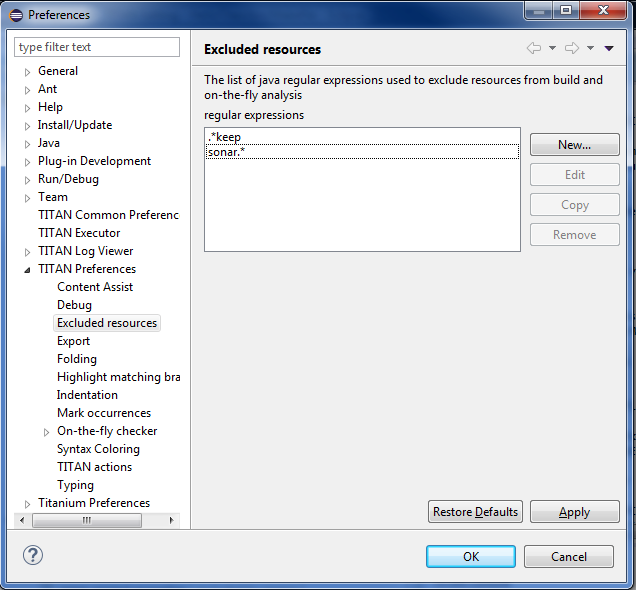 Preferences
type filter text
General
Ant
Help
Install/Update
Java
Plug-in Development
Run/Debug
Team
TITAN Common Preferenc
TITAN Executor
TITAN Log Viewer
TITAN Preferences
Content Assist
Debug
Excluded resources
Export
Folding
Highlight matching bra
Indentation
Mark occurrences
On-the-fly checker
Syntax Coloring
TITAN actions
Typing
Titanium Preferences
Excluded resources
The list of java regular expressions used to exclude resources from build and
on-the-fly analysis
regular expressions
.*keep
sonar.*
New...
Edit
Copy
Remove
Restore Defaults
Apply
?
OK
Cancel